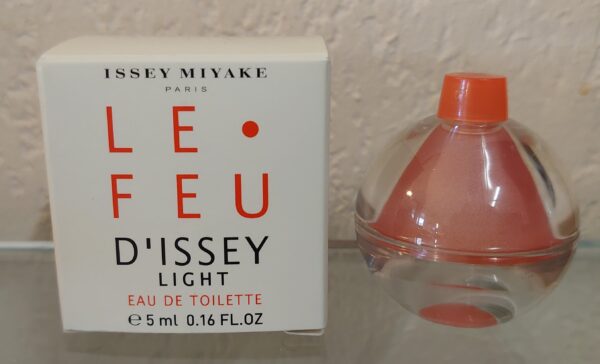 ISSEY MIYAKE
PARIS
LE•
FEU
D'ISSEY
LIGHT
EAU DE TOILETTE
℮ 5 ml 0.16 FL.OZ